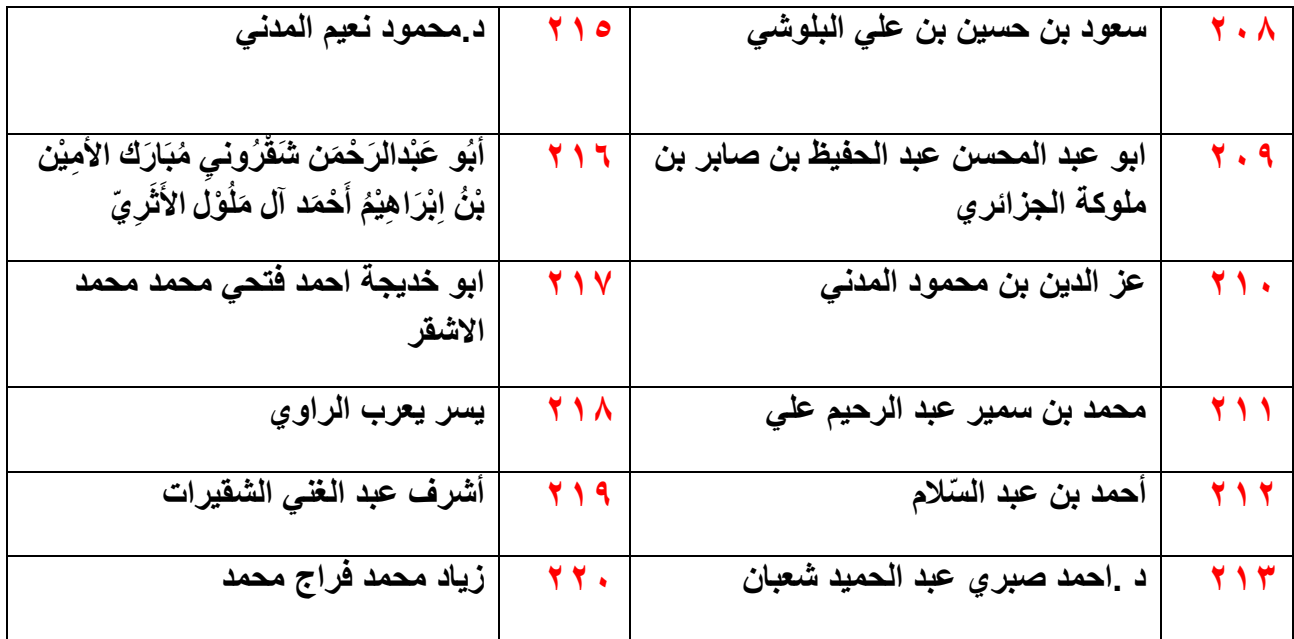 ٢٠٨ سعود بن حسين بن علي البلوشي ٢١٥ د.محمود نعيم المدني
٢٠٩ ابو عبد المحسن عبد الحفيظ بن صابر بن ٢١٦ أبُو عَبْدالرَحْمَن شَقْرُونيِ مُبَارَك الأمِيْن
ملوكة الجزائري بْنُ اِبْرَاهِيْمُ أَحْمَد آل مَلُوْل الأَثَرِيّ
٢١٠ عز الدين بن محمود المدني ٢١٧ ابو خديجة احمد فتحي محمد محمد
الاشقر
٢١١ محمد بن سمير عبد الرحيم علي ٢١٨ يسر يعرب الراوي
٢١٢ أحمد بن عبد السّلام ٢١٩ أشرف عبد الغني الشقيرات
٢١٣ د .احمد صبري عبد الحميد شعبان ٢٢٠ زياد محمد فراج محمد